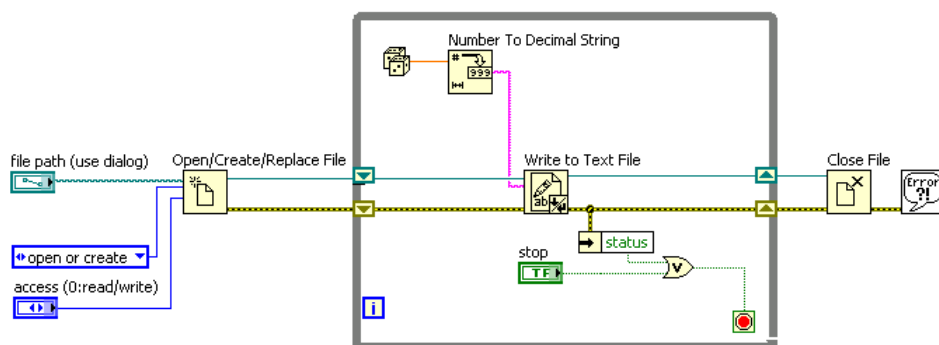 Number To Decimal String
#
999
file path (use dialog)
Open/Create/Replace File
Write to Text File
Close File
ab
Error
?!
status
open or create
stop
TF
V
access (0:read/write)
i